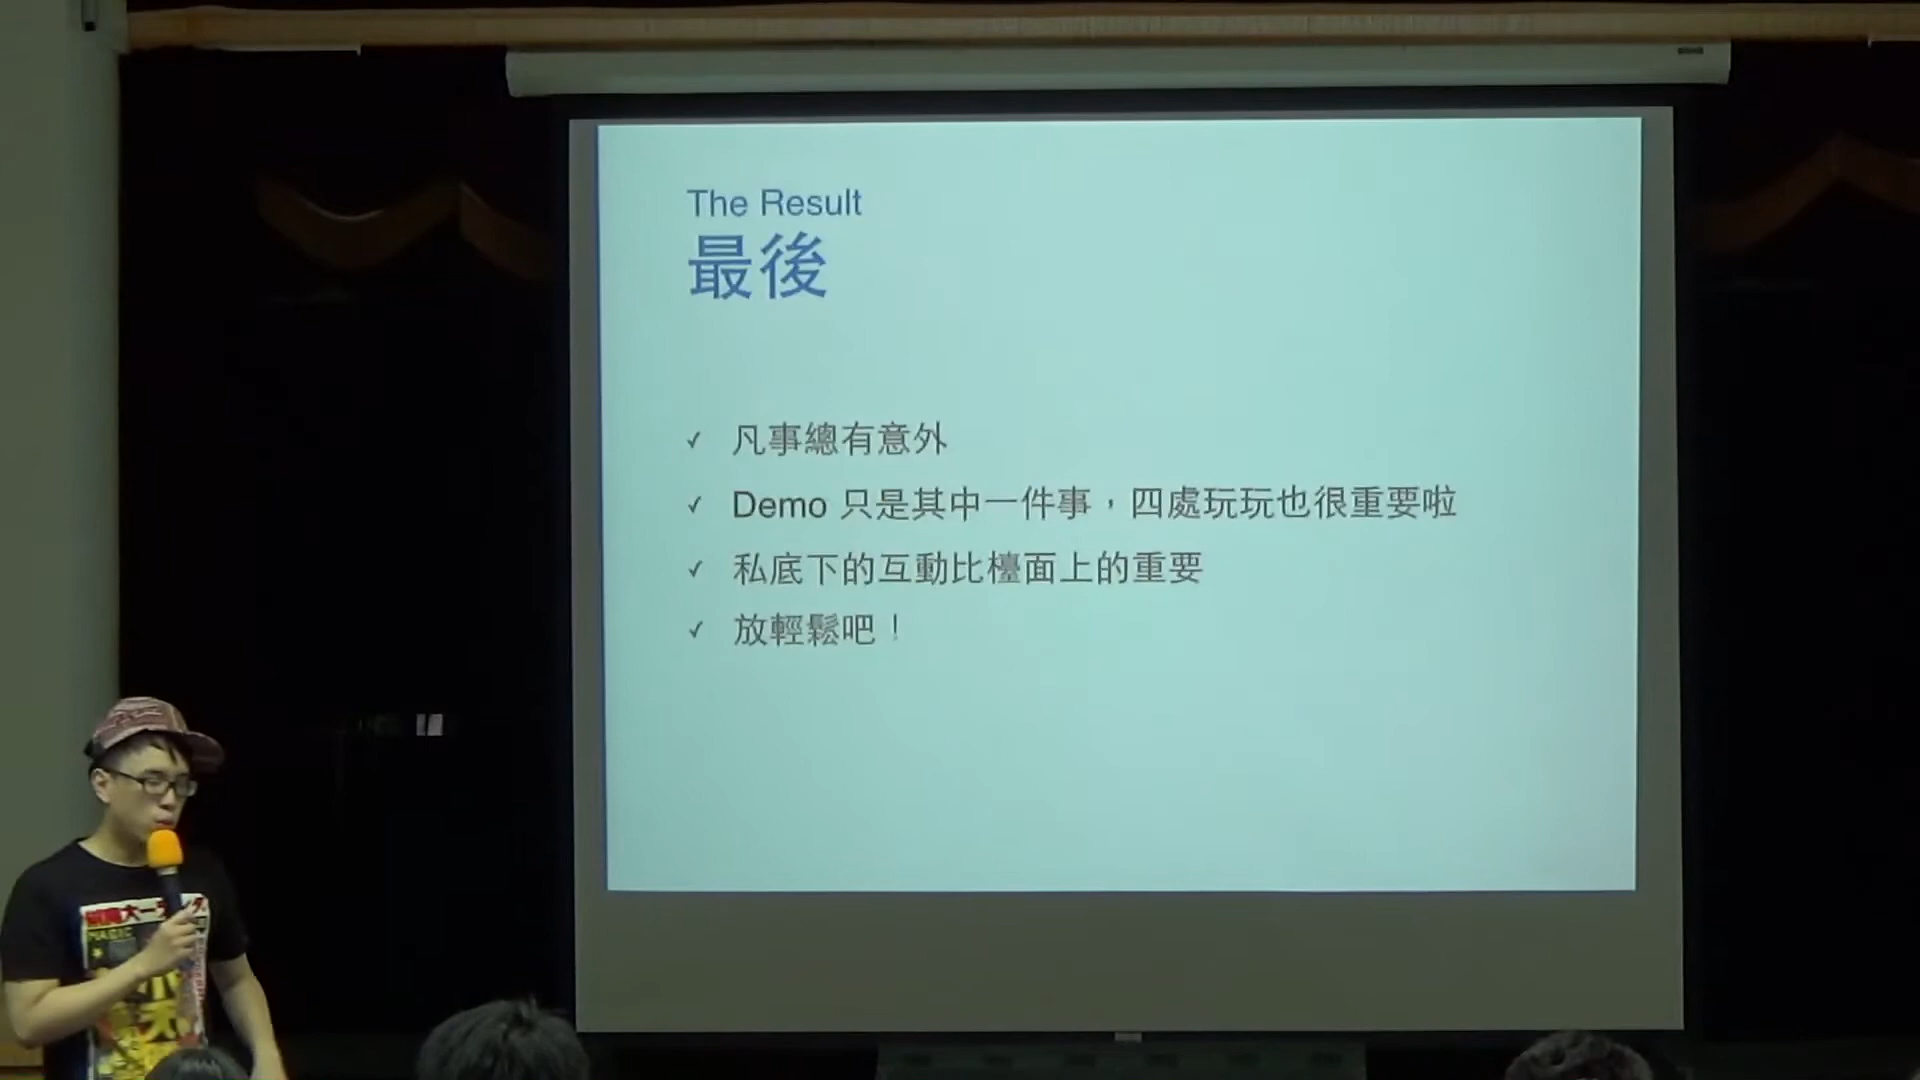 The Result
最後
✓ 凡事總有意外
✓ Demo 只是其中一件事，四處玩玩也很重要啦
✓ 私底下的互動比檯面上的重要
✓ 放輕鬆吧！
MAGIC